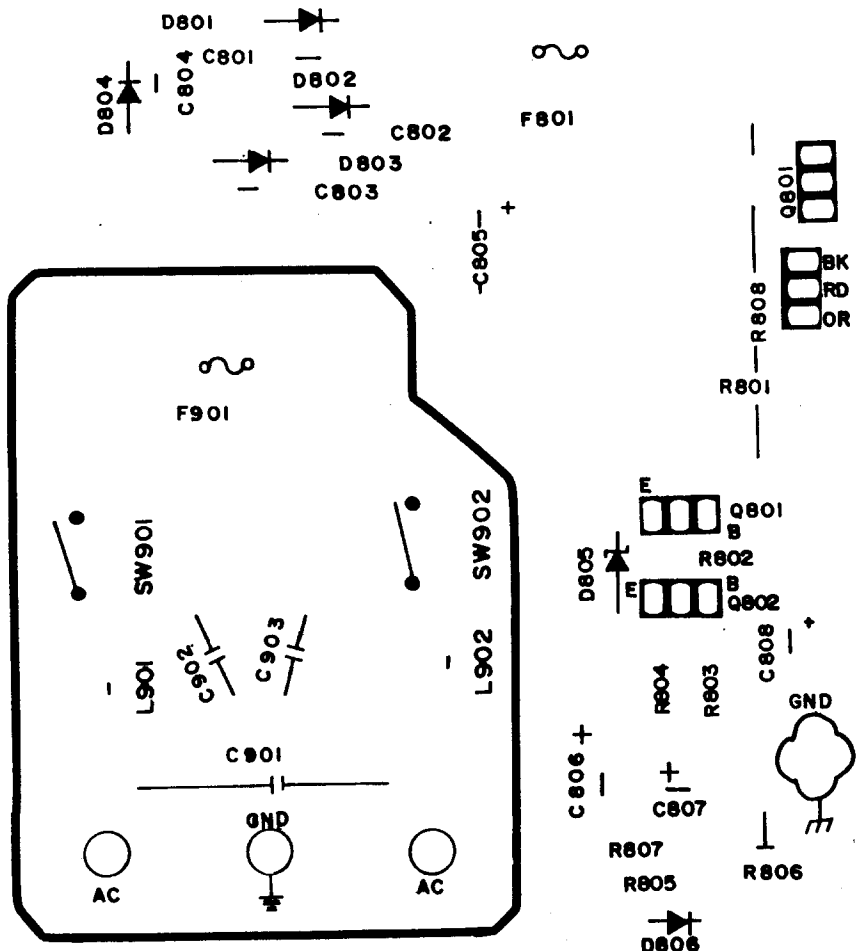 D801
C801
C804
D804
D802
F801
C802
D803
C803
Q801
C805
BK
RD
OR
R808
R801
F901
E
Q801
B
SW901
SW902
D805
R802
E
B
Q802
C902
C903
L901
L902
C808
R804
R803
GND
C901
C806
C807
GND
R807
R806
AC
AC
R805
D806